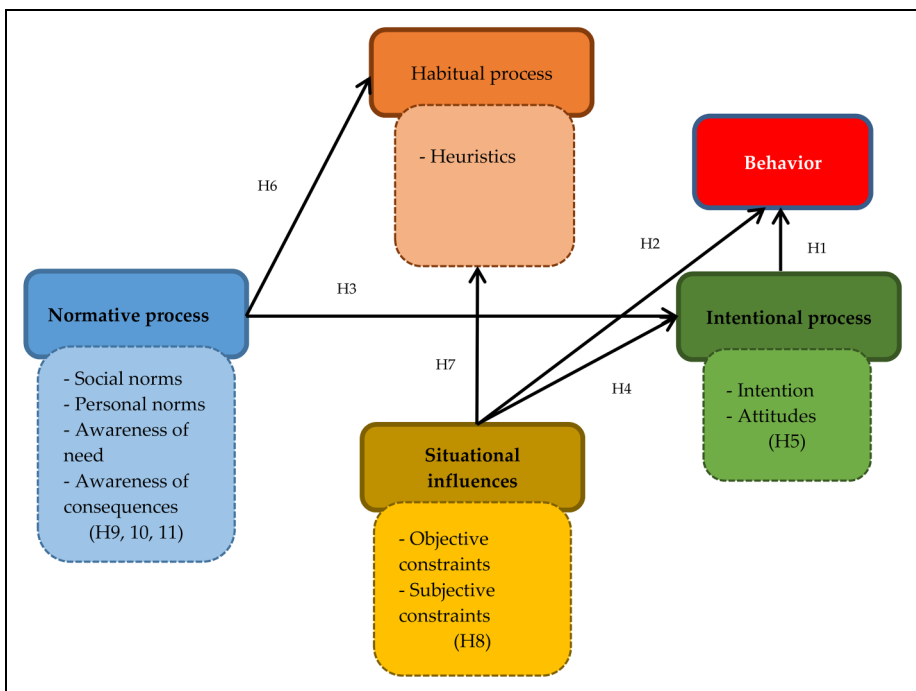 Habitual process
- Heuristics
Behavior
H6
H2
H1
H3
Normative process
Intentional process
H7
H4
- Social norms
- Personal norms
- Awareness of
need
- Awareness of
consequences
(H9, 10, 11)
- Intention
- Attitudes
(H5)
Situational
influences
- Objective
constraints
- Subjective
constraints
(H8)